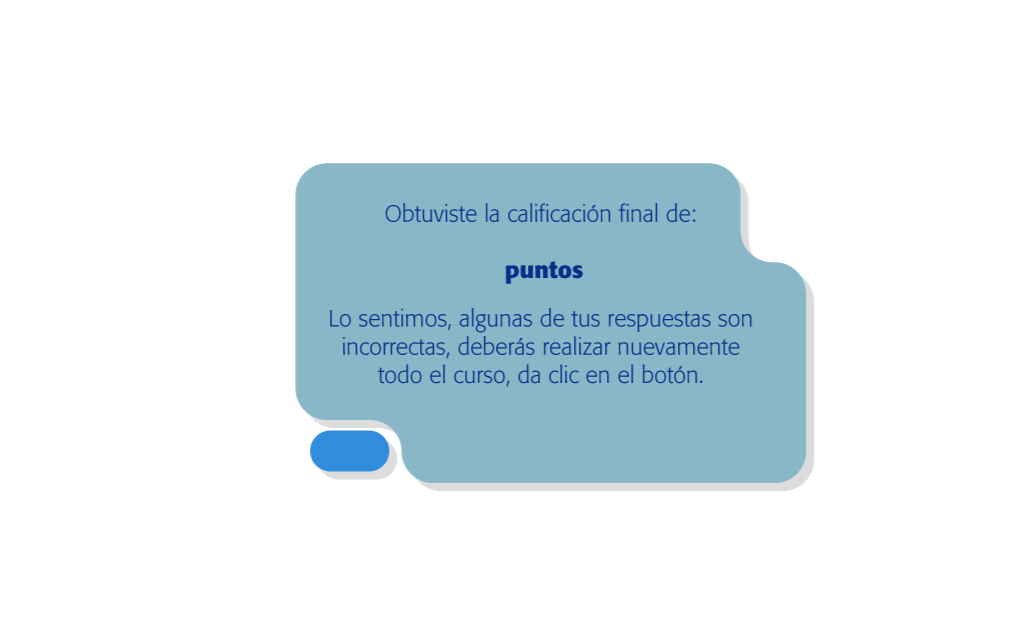 Obtuviste la calificación final de:
puntos
Lo sentimos, algunas de tus respuestas son
incorrectas, deberás realizar nuevamente
todo el curso, da clic en el botón.